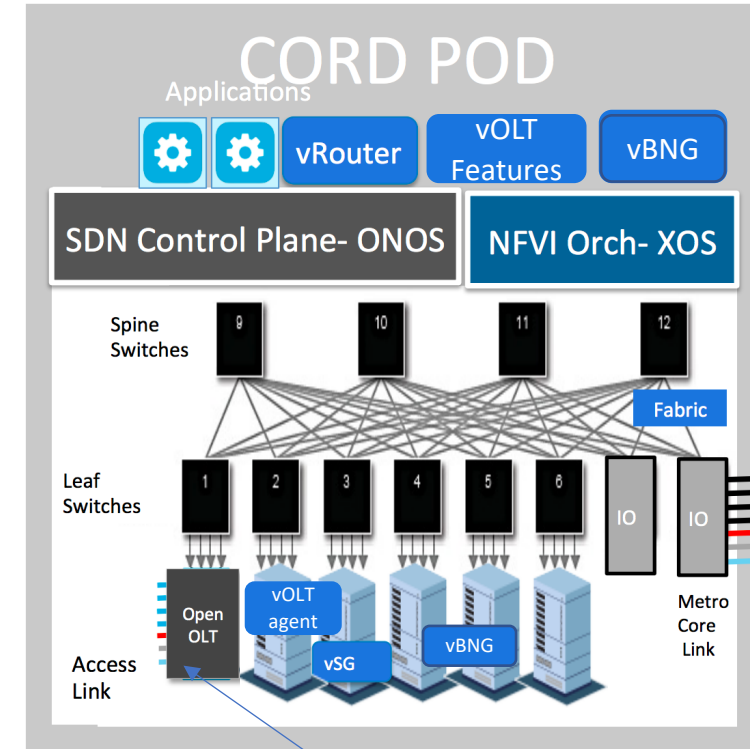 CORD POD
Applications
vRouter
vOLT
Features
vBNG
SDN Control Plane- ONOS
NFVI Orch- XOS
Spine
Switches
9
10
11
12
Fabric
Leaf
Switches
1
2
3
4
5
6
IO
IO
Open
OLT
vOLT
agent
vSG
vBNG
Metro
Core
Link
Access
Link